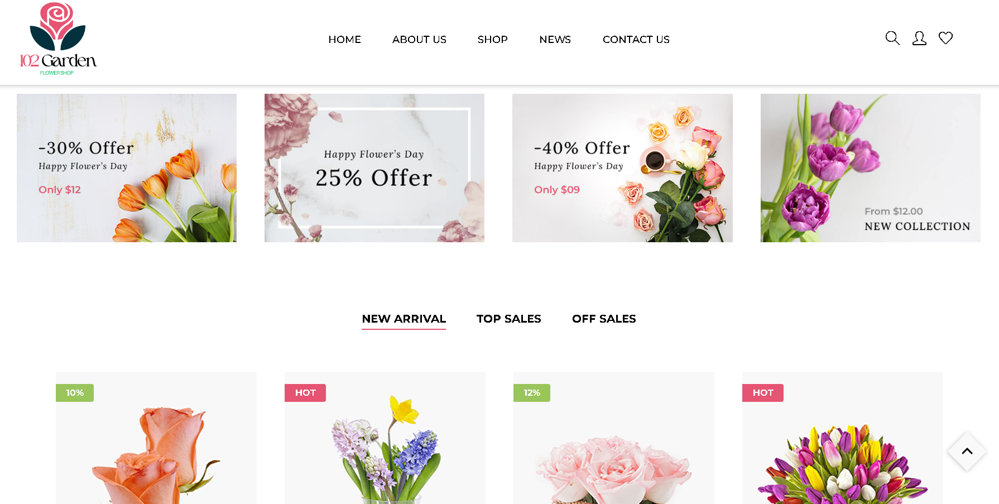 102 Garden
FLOWER SHOP
HOME
ABOUT US
SHOP
NEWS
CONTACT US
-30% Offer
Happy Flower's Day
Only $12
Happy Flower's Day
25% Offer
-40% Offer
Happy Flower's Day
Only $09
From $12.00
NEW COLLECTION
NEW ARRIVAL
TOP SALES
OFF SALES
10%
HOT
12%
HOT